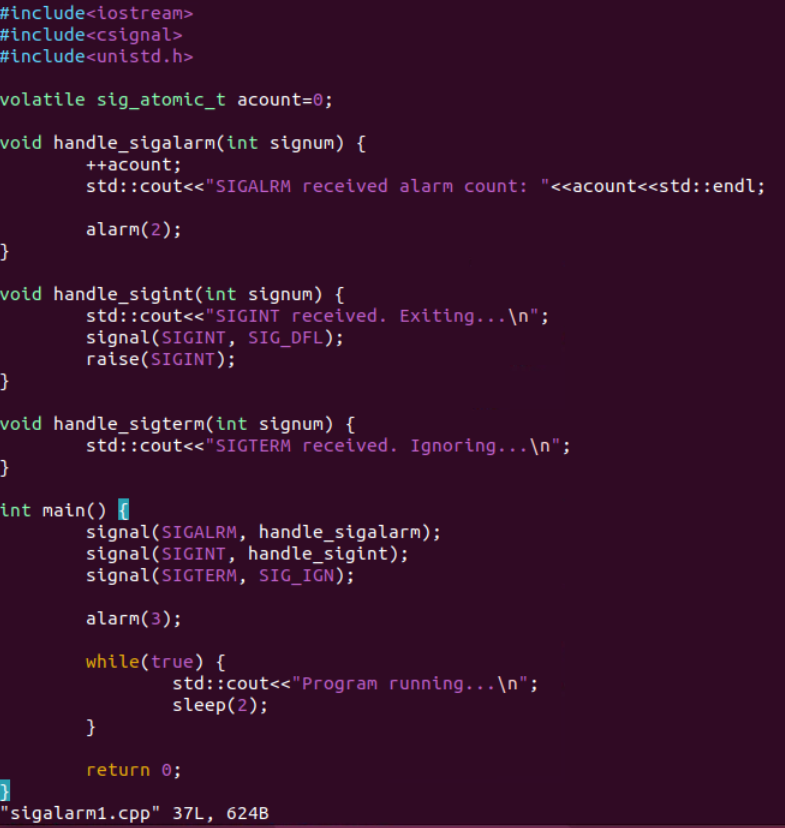 #include<iostream>
#include<csignal>
#include<unistd.h>
volatile sig_atomic_t acount=0;
void handle_sigalarm(int signum) {
++acount;
std::cout<<"SIGALRM received alarm count: "<<acount<<std::endl;
alarm(2);
}
void handle_sigint(int signum) {
std::cout<<"SIGINT received. Exiting...\n";
signal(SIGINT, SIG_DFL);
raise(SIGINT);
}
void handle_sigterm(int signum) {
std::cout<<"SIGTERM received. Ignoring...\n";
}
int main() {
signal(SIGALRM, handle_sigalarm);
signal(SIGINT, handle_sigint);
signal(SIGTERM, SIG_IGN);
alarm(3);
while(true) {
std::cout<<"Program running...\n";
sleep(2);
}
return 0;
}
"sigalarm1.cpp" 37L, 624B